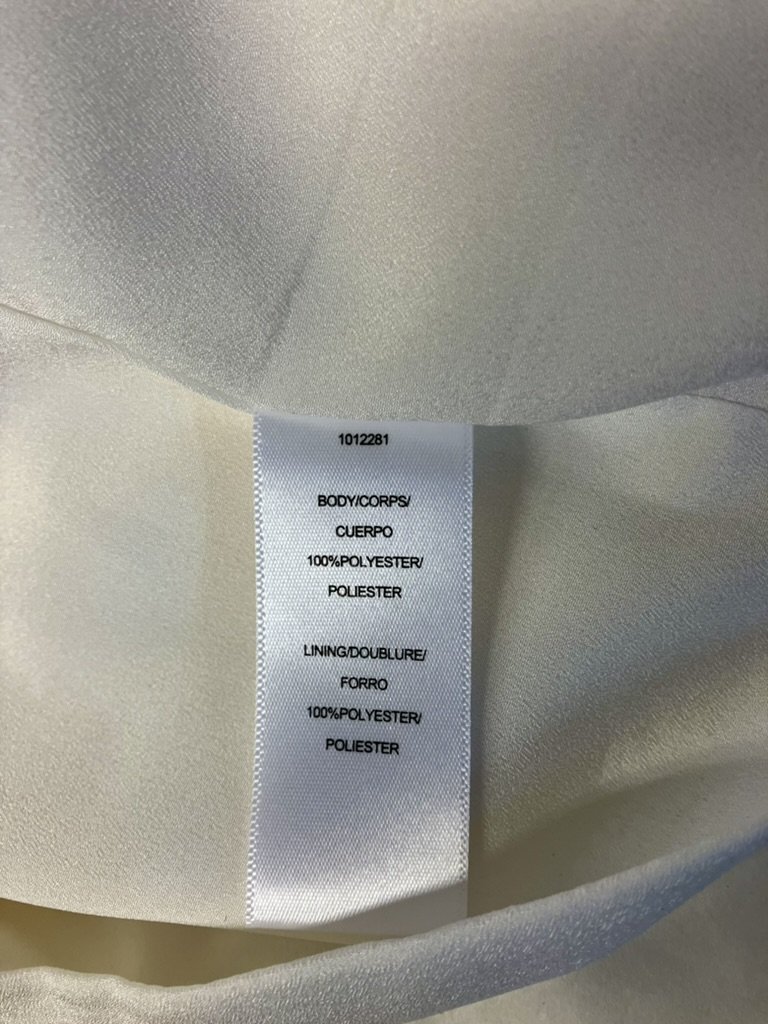 1012281
BODY/CORPS/
CUERPO
100%POLYESTER/
POLIESTER
LINING/DOUBLURE/
FORRO
100%POLYESTER/
POLIESTER